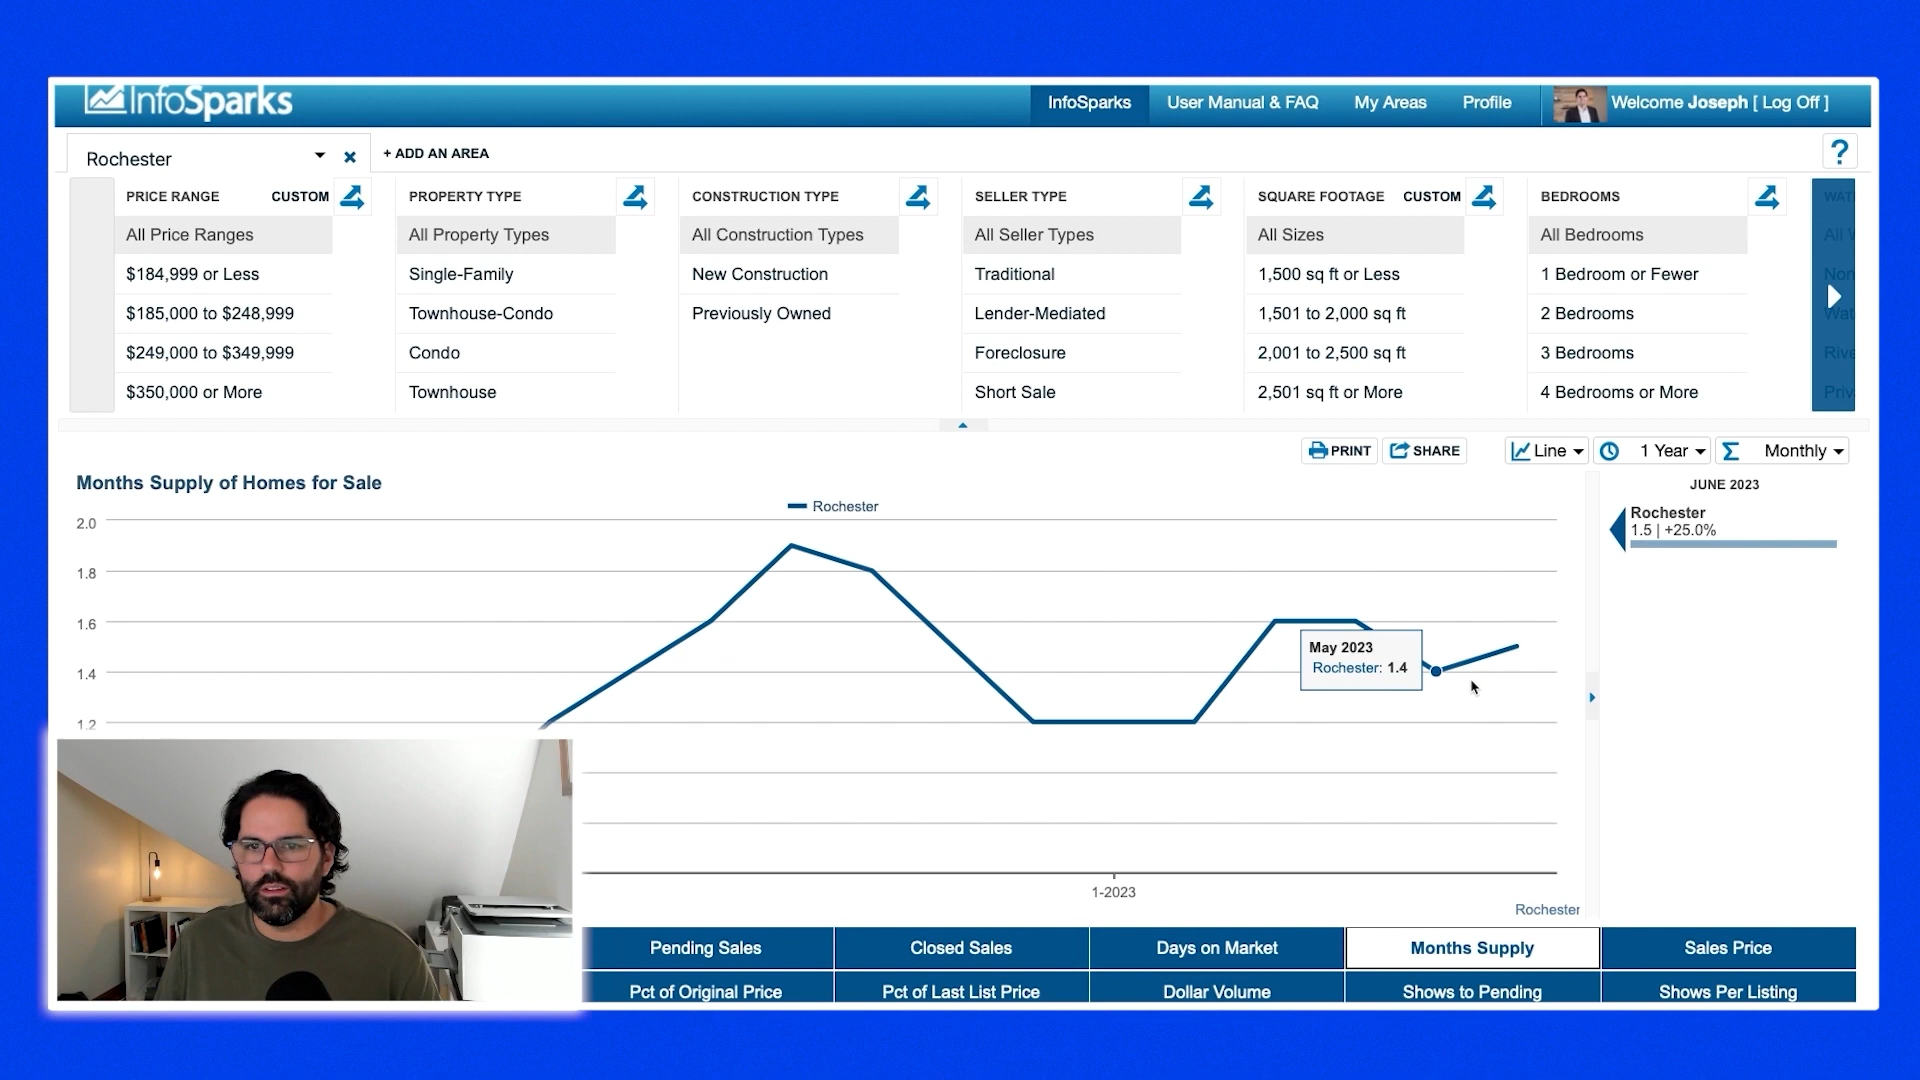 InfoSparks
InfoSparks
User Manual & FAQ
My Areas
Profile
Welcome Joseph [ Log Off ]
Rochester
+ ADD AN AREA
?
PRICE RANGE
CUSTOM
All Price Ranges
$184,999 or Less
$185,000 to $248,999
$249,000 to $349,999
$350,000 or More
PROPERTY TYPE
All Property Types
Single-Family
Townhouse-Condo
Condo
Townhouse
CONSTRUCTION TYPE
All Construction Types
New Construction
Previously Owned
SELLER TYPE
All Seller Types
Traditional
Lender-Mediated
Foreclosure
Short Sale
SQUARE FOOTAGE
CUSTOM
All Sizes
1,500 sq ft or Less
1,501 to 2,000 sq ft
2,001 to 2,500 sq ft
2,501 sq ft or More
BEDROOMS
All Bedrooms
1 Bedroom or Fewer
2 Bedrooms
3 Bedrooms
4 Bedrooms or More
PRINT
SHARE
Line
1 Year
Monthly
Months Supply of Homes for Sale
Rochester
2.0
1.8
1.6
1.4
1.2
May 2023
Rochester: 1.4
1-2023
Rochester
JUNE 2023
Rochester
1.5 | +25.0%
Pending Sales
Closed Sales
Days on Market
Months Supply
Sales Price
Pct of Original Price
Pct of Last List Price
Dollar Volume
Shows to Pending
Shows Per Listing